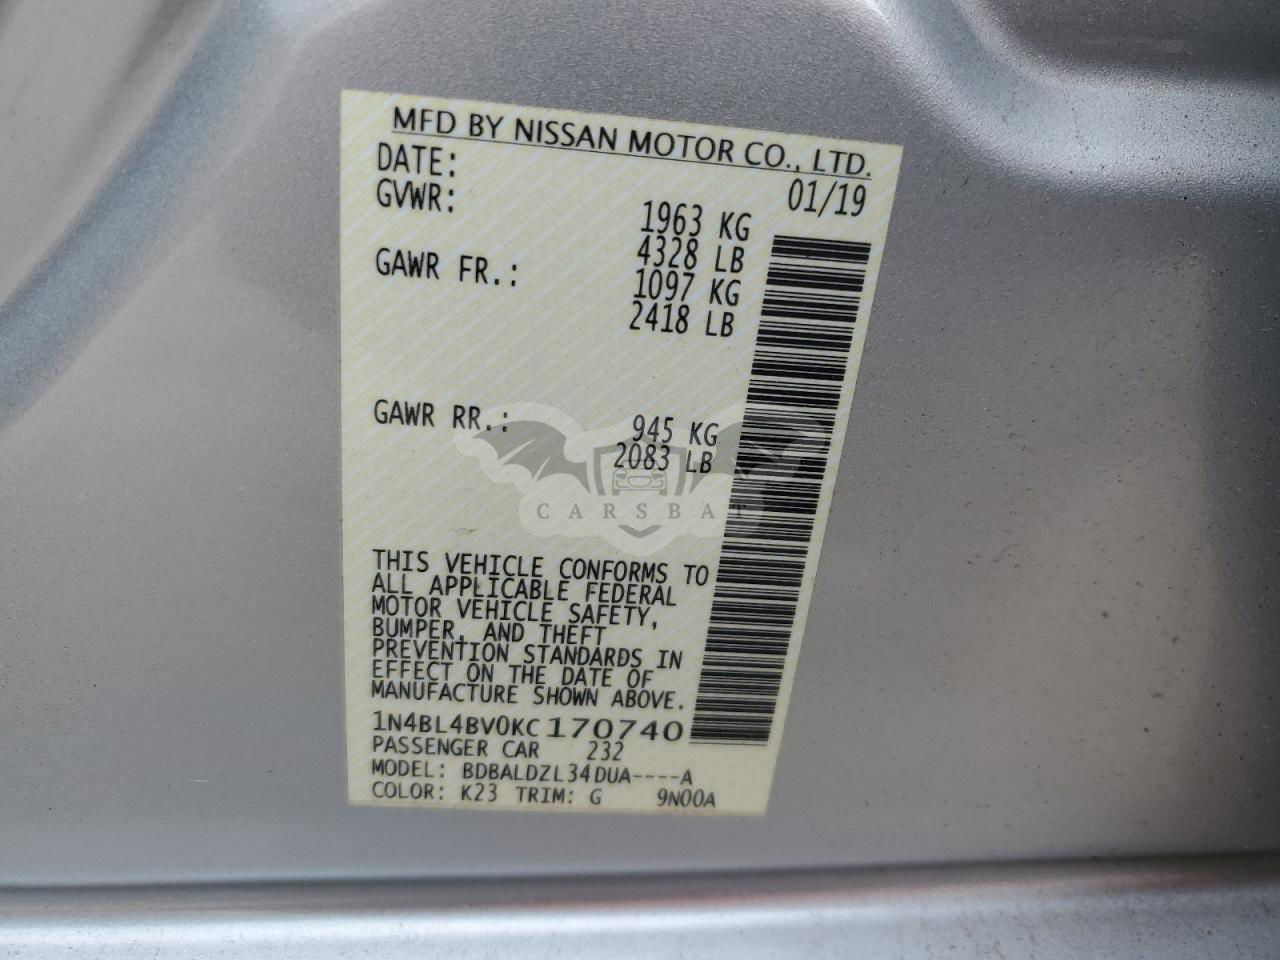 MFD BY NISSAN MOTOR CO., LTD.
DATE: 01/19
GVWR: 1963 KG
4328 LB
GAWR FR.: 1097 KG
2418 LB
GAWR RR.: 945 KG
2083 LB
CARSBAT
THIS VEHICLE CONFORMS TO
ALL APPLICABLE FEDERAL
MOTOR VEHICLE SAFETY,
BUMPER, AND THEFT
PREVENTION STANDARDS IN
EFFECT ON THE DATE OF
MANUFACTURE SHOWN ABOVE.
1N4BL4BV0KC170740
PASSENGER CAR 232
MODEL: BDBALDZL34DUA----A
COLOR: K23 TRIM: G 9N00A